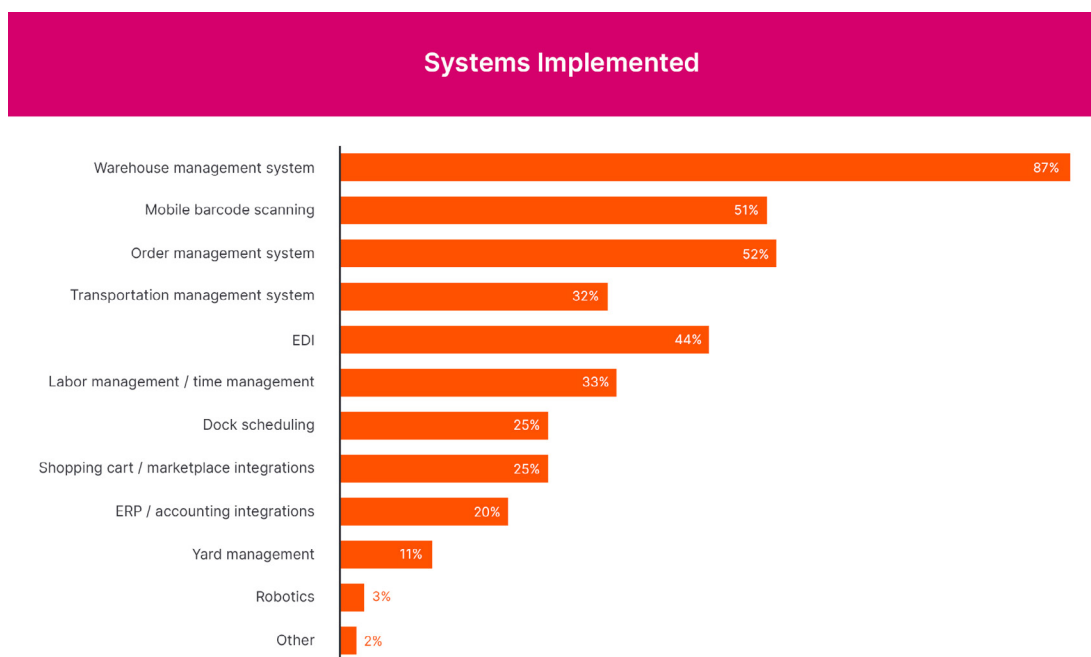 Systems Implemented
Warehouse management system 87%
Mobile barcode scanning 51%
Order management system 52%
Transportation management system 32%
EDI 44%
Labor management / time management 33%
Dock scheduling 25%
Shopping cart / marketplace integrations 25%
ERP / accounting integrations 20%
Yard management 11%
Robotics 3%
Other 2%